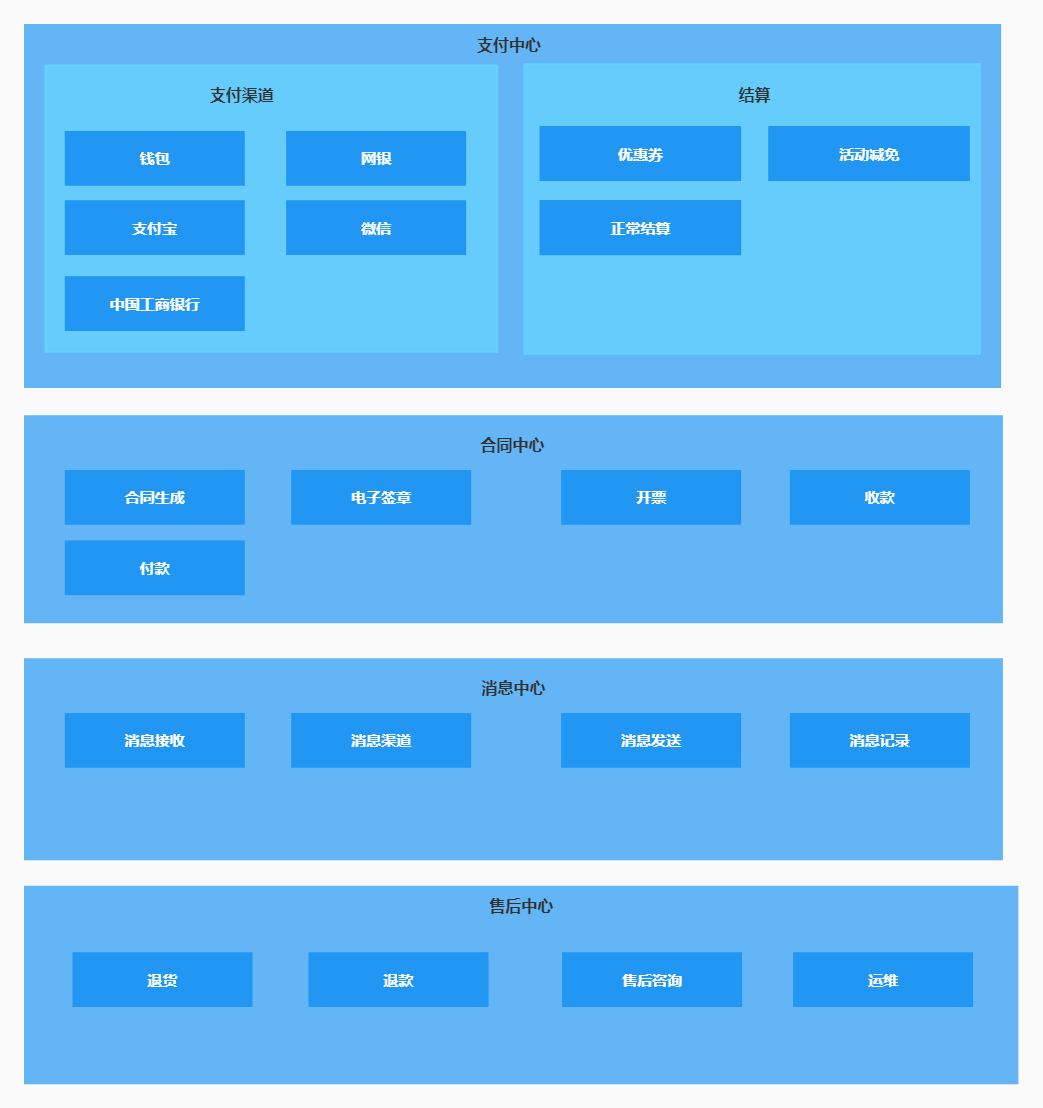 支付中心
支付渠道
钱包
网银
支付宝
微信
中国工商银行
结算
优惠券
活动减免
正常结算
合同中心
合同生成
电子签章
开票
收款
付款
消息中心
消息接收
消息渠道
消息发送
消息记录
售后中心
退货
退款
售后咨询
运维